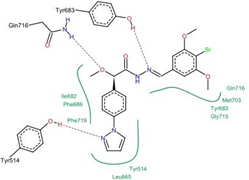 Tyr683
Gln716
Br
Gln716
Met703
Tyr683
Gly715
Ile682
Phe686
Phe719
Tyr514
Tyr514
Leu665